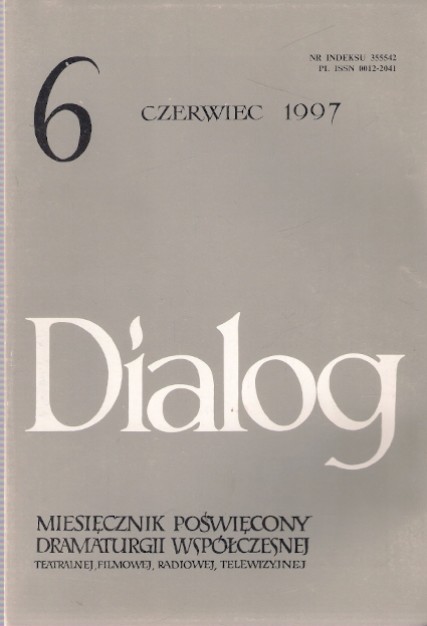 NR INDEKSU 355542
PL ISSN 0012-2041
6
CZERWIEC 1997
Dialog
MIESIĘCZNIK POŚWIĘCONY
DRAMATURGII WSPÓŁCZESNEJ
TEATRALNEJ, FILMOWEJ, RADIOWEJ, TELEWIZYJNEJ